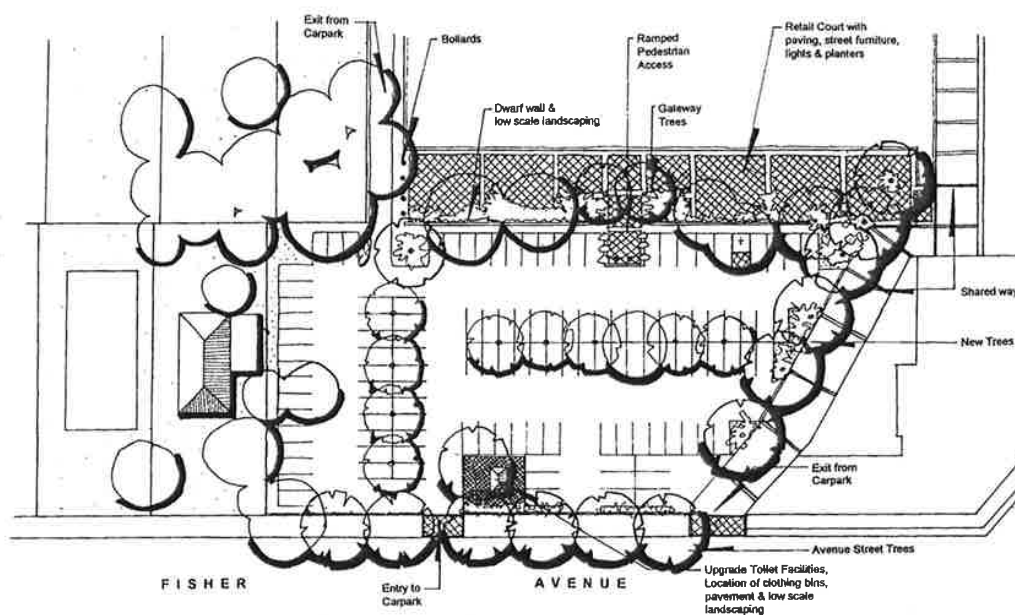 Exit from
Carpark
Bollards
Ramped
Pedestrian
Access
Retail Court with
paving, street furniture,
lights & planters
Dwarf wall &
low scale landscaping
Gateway
Trees
Shared way
New Trees
Exit from
Carpark
Avenue Street Trees
FISHER
Entry to
Carpark
AVENUE
Upgrade Toilet Facilities,
Location of clothing bins,
pavement & low scale
landscaping